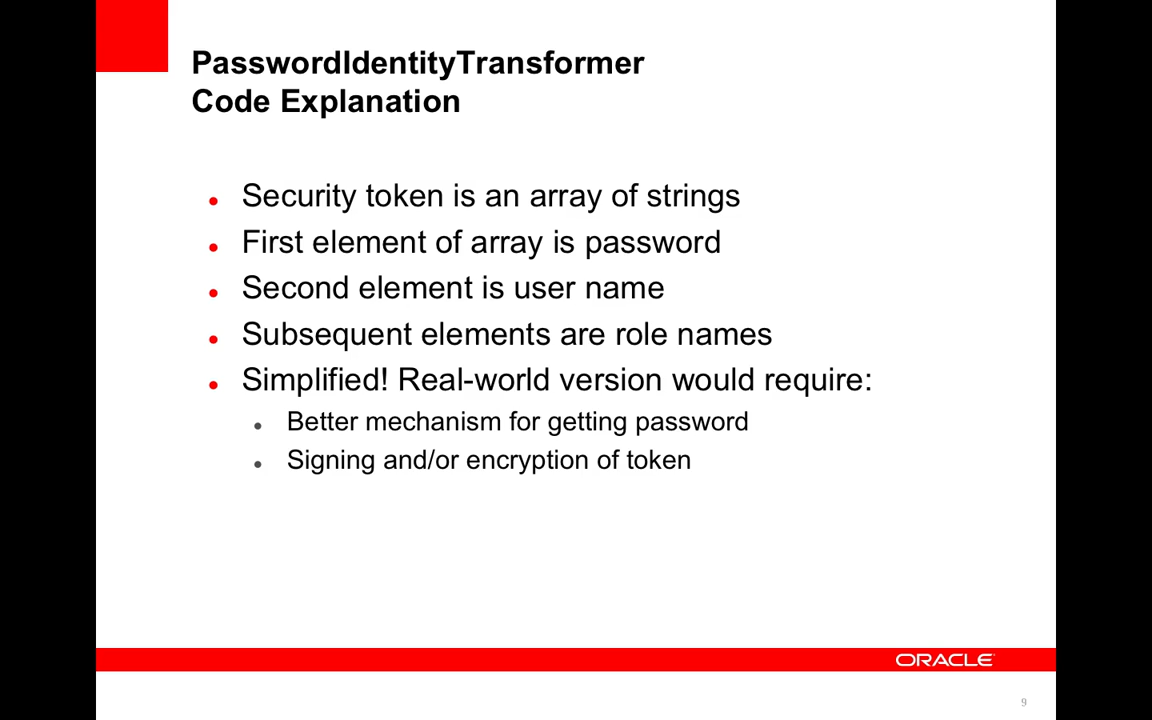 PasswordIdentityTransformer
Code Explanation
Security token is an array of strings
First element of array is password
Second element is user name
Subsequent elements are role names
Simplified! Real-world version would require:
Better mechanism for getting password
Signing and/or encryption of token
ORACLE
9